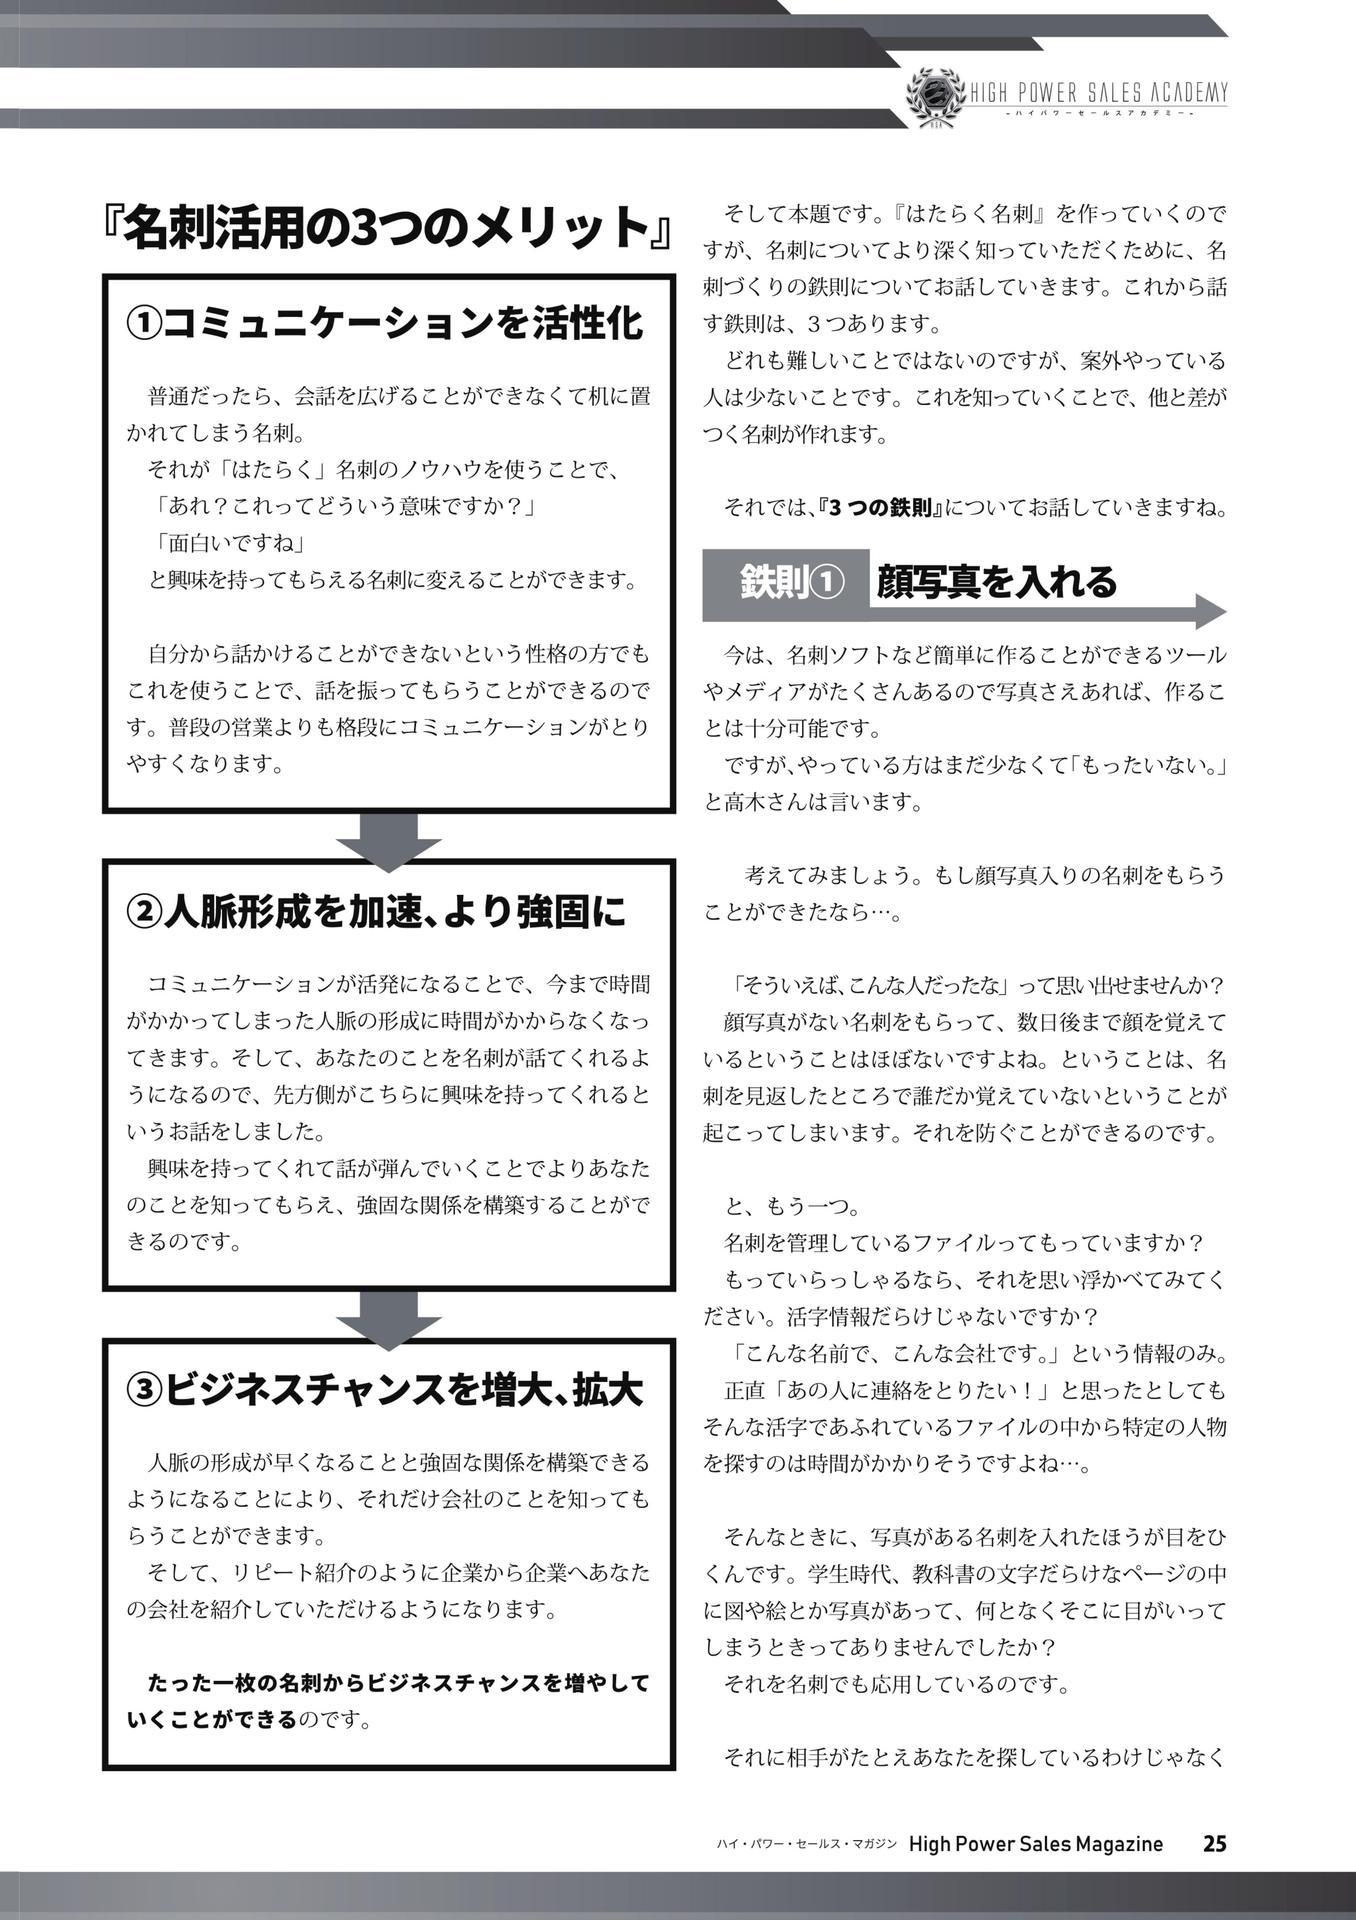 HIGH POWER SALES ACADEMY
-ハイパワーセールスアカデミー-
『名刺活用の3つのメリット』
①コミュニケーションを活性化
普通だったら、会話を広げることができなくて机に置
かれてしまう名刺。
それが「はたらく」名刺のノウハウを使うことで、
「あれ？これってどういう意味ですか？」
「面白いですね」
と興味を持ってもらえる名刺に変えることができます。
自分から話かけることができないという性格の方でも
これを使うことで、話を振ってもらうことができるので
す。普段の営業よりも格段にコミュニケーションがとり
やすくなります。
②人脈形成を加速、より強固に
コミュニケーションが活発になることで、今まで時間
がかかってしまった人脈の形成に時間がかからなくなっ
てきます。そして、あなたのことを名刺が話てくれるよ
うになるので、先方側がこちらに興味を持ってくれると
いうお話をしました。
興味を持ってくれて話が弾んでいくことでよりあなた
のことを知ってもらえ、強固な関係を構築することがで
きるのです。
③ビジネスチャンスを増大、拡大
人脈の形成が早くなることと強固な関係を構築できる
ようになることにより、それだけ会社のことを知っても
らうことができます。
そして、リピート紹介のように企業から企業へあなた
の会社を紹介していただけるようになります。
たった一枚の名刺からビジネスチャンスを増やして
いくことができるのです。
そして本題です。『はたらく名刺』を作っていくので
すが、名刺についてより深く知っていただくために、名
刺づくりの鉄則についてお話していきます。これから話
す鉄則は、3つあります。
どれも難しいことではないのですが、案外やっている
人は少ないことです。これを知っていくことで、他と差が
つく名刺が作れます。
それでは、『3つの鉄則』についてお話していきますね。
鉄則① 顔写真を入れる
今は、名刺ソフトなど簡単に作ることができるツール
やメディアがたくさんあるので写真さえあれば、作るこ
とは十分可能です。
ですが、やっている方はまだ少なくて「もったいない。」
と高木さんは言います。
考えてみましょう。もし顔写真入りの名刺をもらう
ことができたなら…。
「そういえば、こんな人だったな」って思い出せませんか？
顔写真がない名刺をもらって、数日後まで顔を覚えて
いるということはほぼないですよね。ということは、名
刺を見返したところで誰だか覚えていないということが
起こってしまいます。それを防ぐことができるのです。
と、もう一つ。
名刺を管理しているファイルってもっていますか？
もっていらっしゃるなら、それを思い浮かべてみてく
ださい。活字情報だらけじゃないですか？
「こんな名前で、こんな会社です。」という情報のみ。
正直「あの人に連絡をとりたい！」と思ったとしても
そんな活字であふれているファイルの中から特定の人物
を探すのは時間がかかりそうですよね…。
そんなときに、写真がある名刺を入れたほうが目をひ
くんです。学生時代、教科書の文字だらけなページの中
に図や絵とか写真があって、何となくそこに目がいって
しまうときってありませんでしたか？
それを名刺でも応用しているのです。
それに相手がたとえあなたを探しているわけじゃなく
ハイ・パワー・セールス・マガジン High Power Sales Magazine 25